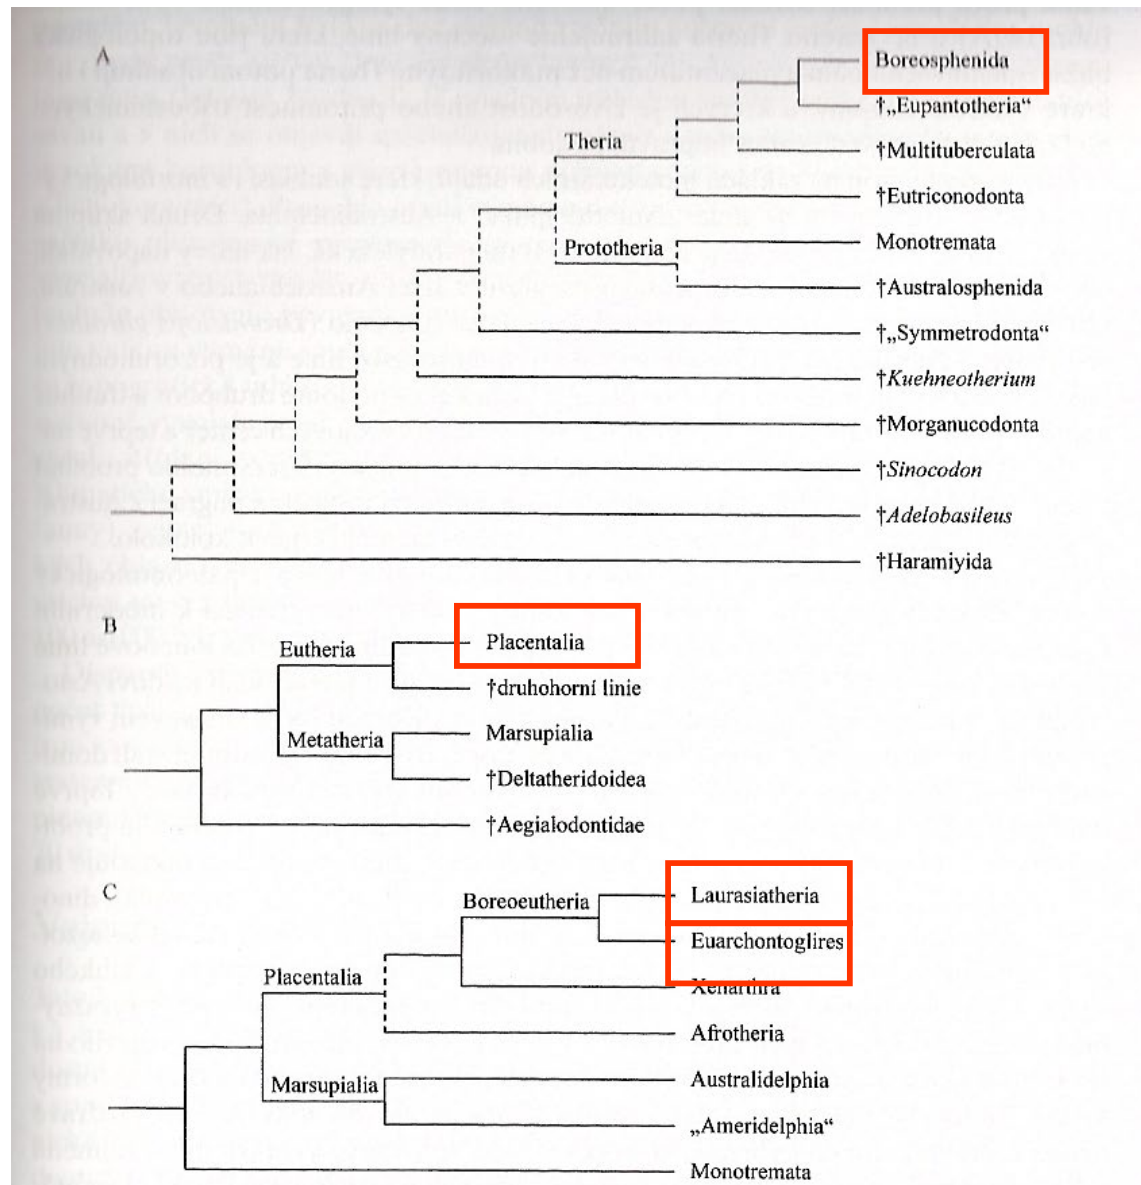 A
Boreosphenida
†„Eupantotheria“
Theria
†Multituberculata
†Eutriconodonta
Prototheria
Monotremata
†Australosphenida
†„Symmetrodonta“
†Kuehneotherium
†Morganucodonta
†Sinocodon
†Adelobasileus
†Haramiyida
B
Placentalia
Eutheria
†druhohorní linie
Metatheria
Marsupialia
†Deltatheridoidea
†Aegialodontidae
C
Laurasiatheria
Boreoeutheria
Euarchontoglires
Placentalia
Xenarthra
Afrotheria
Australidelphia
Marsupialia
„Ameridelphia“
Monotremata